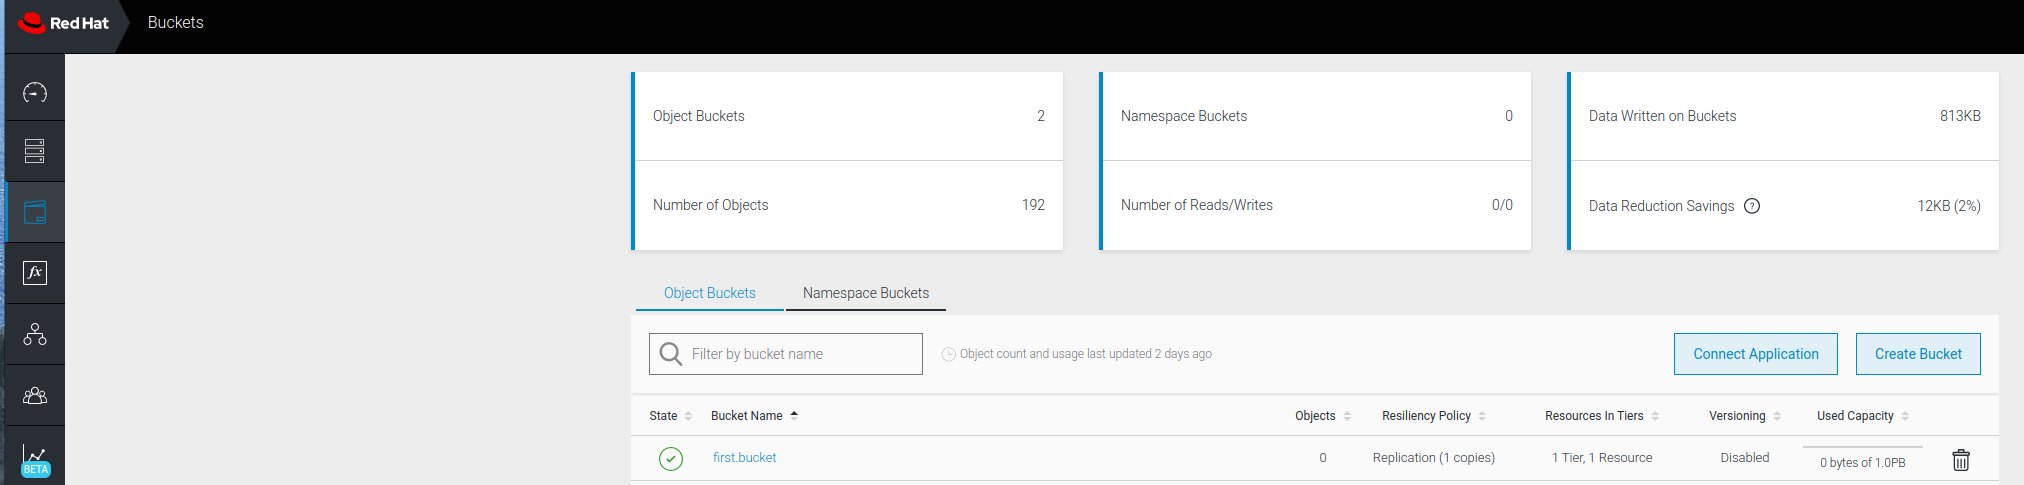 Red Hat Buckets
Object Buckets 2
Namespace Buckets 0
Data Written on Buckets 813KB
Number of Objects 192
Number of Reads/Writes 0/0
Data Reduction Savings ? 12KB (2%)
Object Buckets Namespace Buckets
Filter by bucket name Object count and usage last updated 2 days ago Connect Application Create Bucket
State Bucket Name Objects Resiliency Policy Resources In Tiers Versioning Used Capacity
first.bucket 0 Replication (1 copies) 1 Tier, 1 Resource Disabled 0 bytes of 1.0PB
fx
BETA